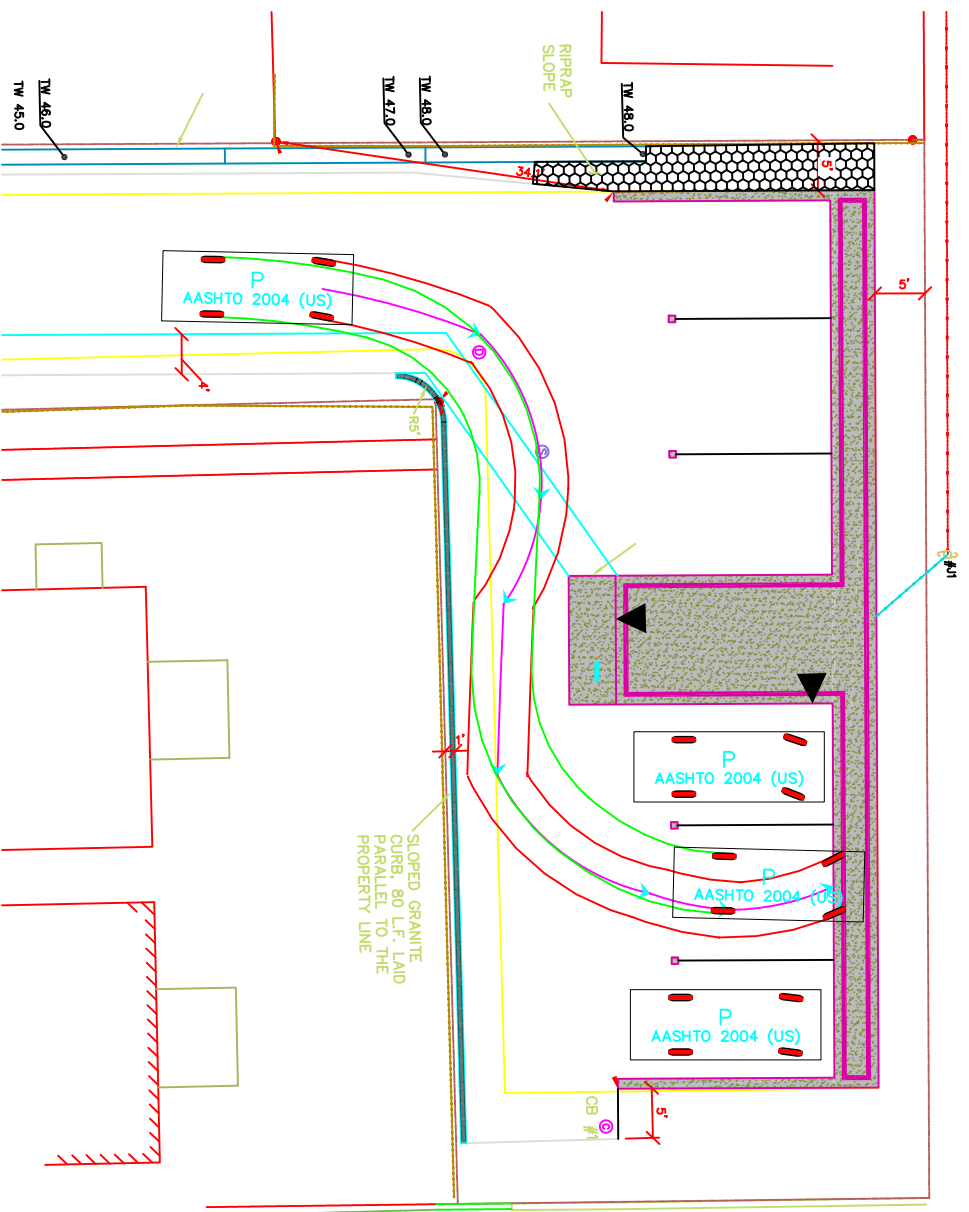 RIPRAP
SLOPE
TW 46.0
TW 45.0
TW 47.0
TW 48.0
TW 48.0
5'
34.1
5'
P
AASHTO 2004 (US)
4'
R5'
D
S
#J1
1'
SLOPED GRANITE
CURB, 80 L.F. LAID
PARALLEL TO THE
PROPERTY LINE
P
AASHTO 2004 (US)
P
AASHTO 2004 (US)
P
AASHTO 2004 (US)
CB #1
C
5'